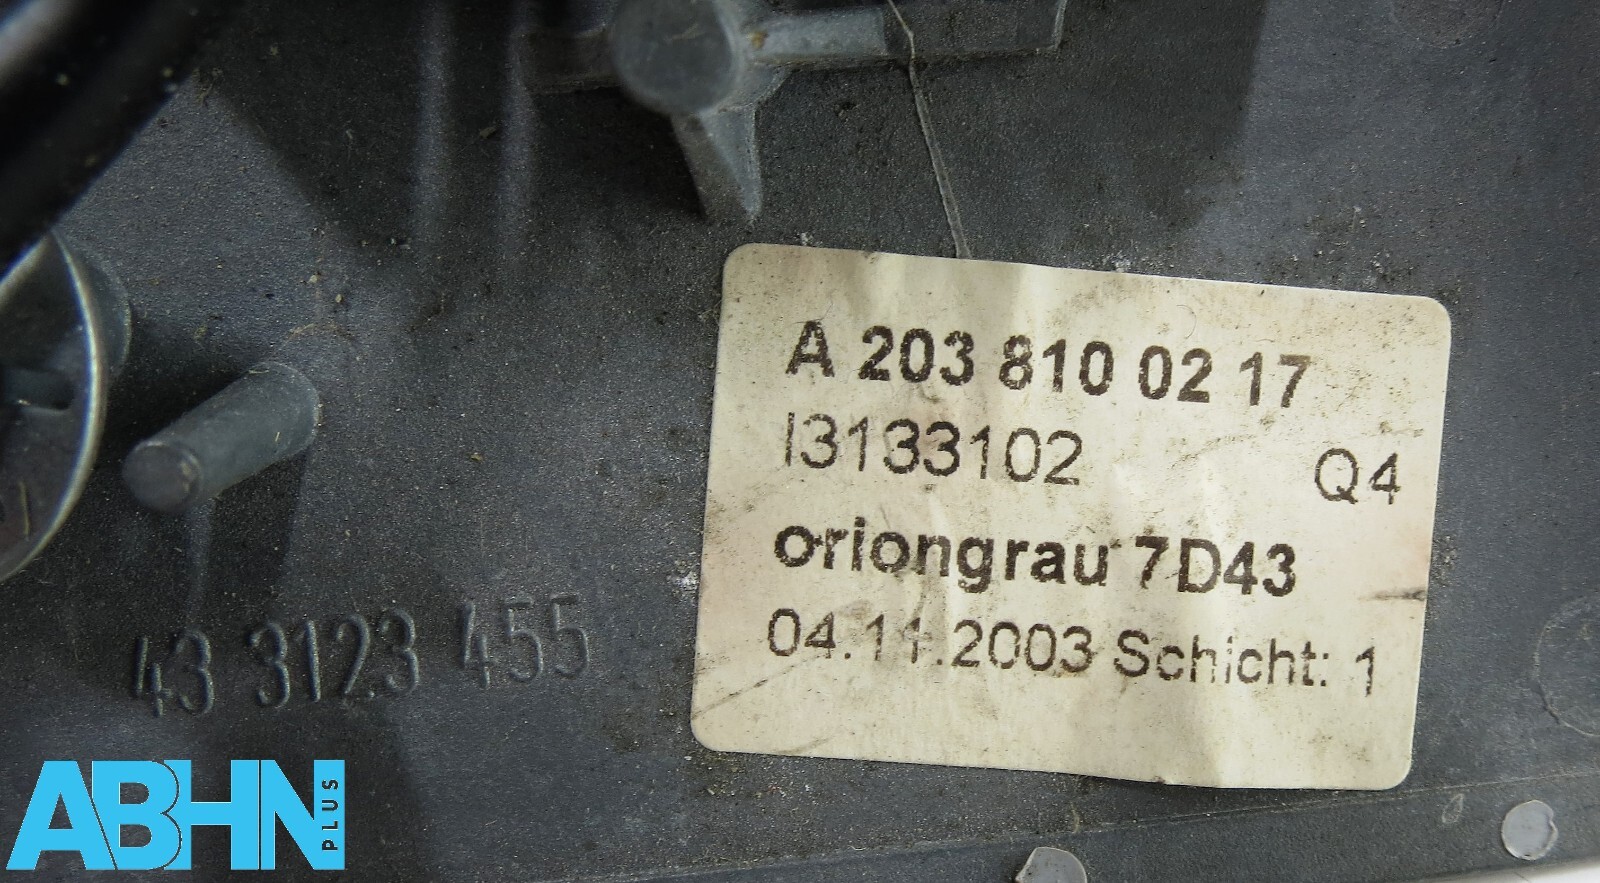 A 203 810 02 17
I3133102 Q4
oriongrau 7D43
04.11.2003 Schicht: 1
43 3123 455
ABHN PLUS